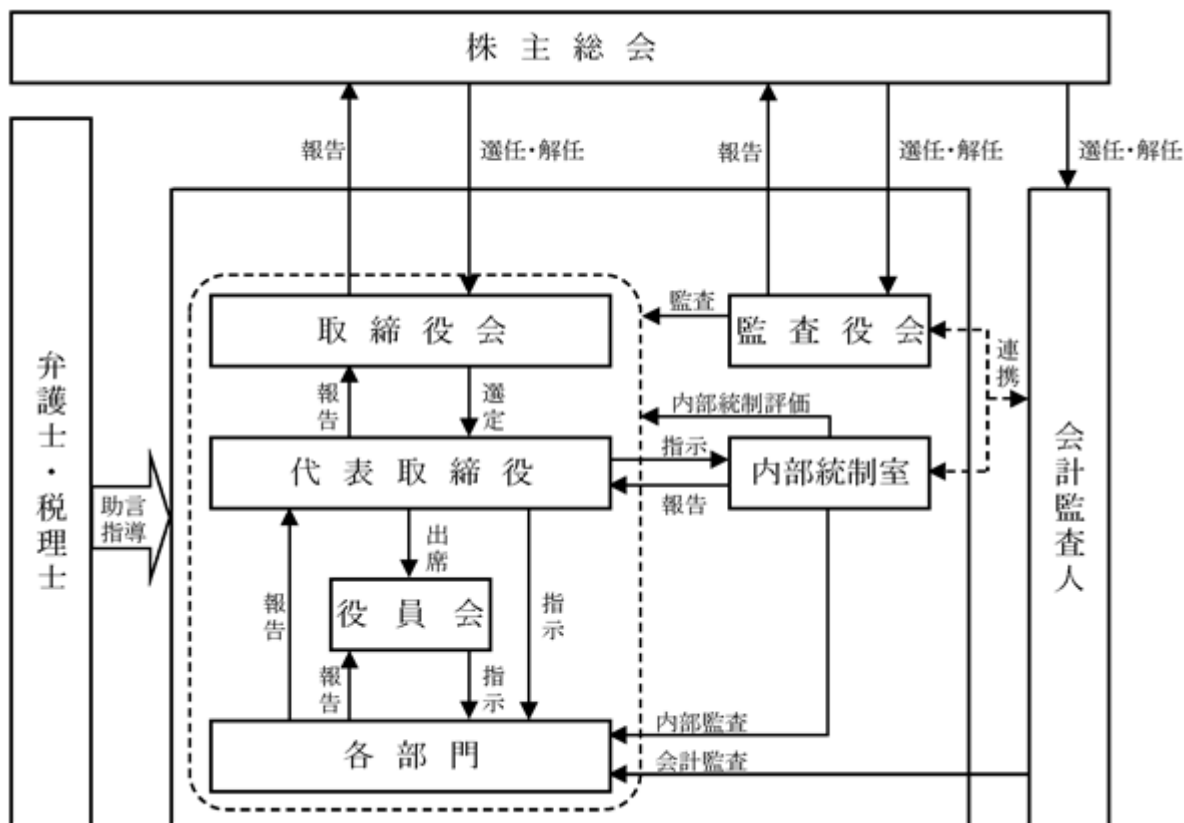 株主総会
報告
選任・解任
報告
選任・解任
選任・解任
弁護士・税理士
助言
指導
取締役会
監査
監査役会
連携
報告
選定
内部統制評価
代表取締役
指示
報告
内部統制室
会計監査人
出席
役員会
報告
報告
指示
指示
内部監査
各部門
会計監査